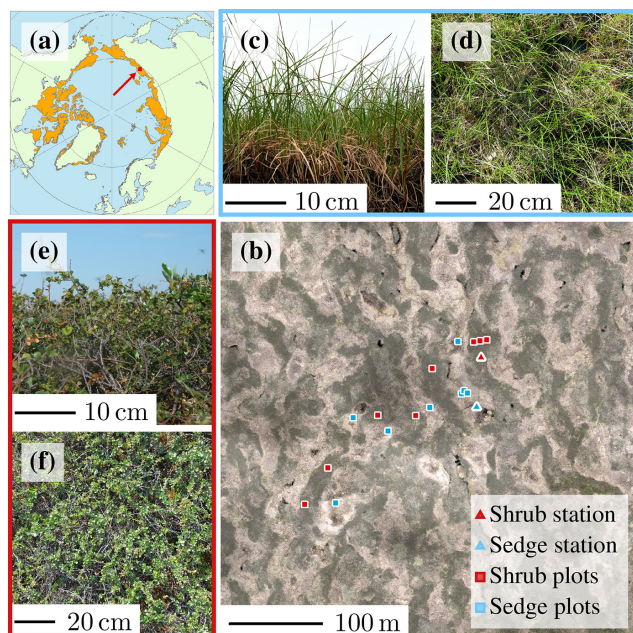 (a)
(c)
(d)
10 cm
20 cm
(e)
(b)
10 cm
(f)
20 cm
Shrub station
Sedge station
Shrub plots
Sedge plots
100 m